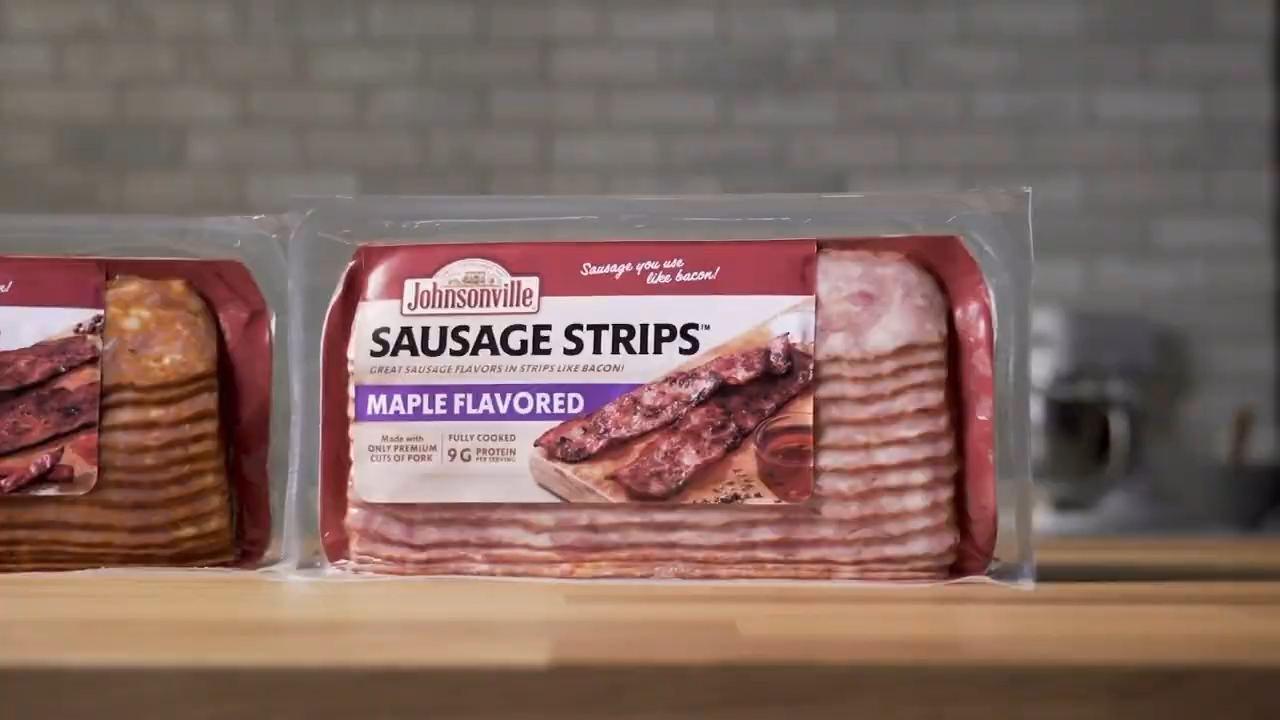 Sausage you use
like bacon!
Johnsonville
SAUSAGE STRIPS™
GREAT SAUSAGE FLAVORS IN STRIPS LIKE BACON!
MAPLE FLAVORED
Made with
ONLY PREMIUM
CUTS OF PORK
FULLY COOKED
9G PROTEIN
PER SERVING